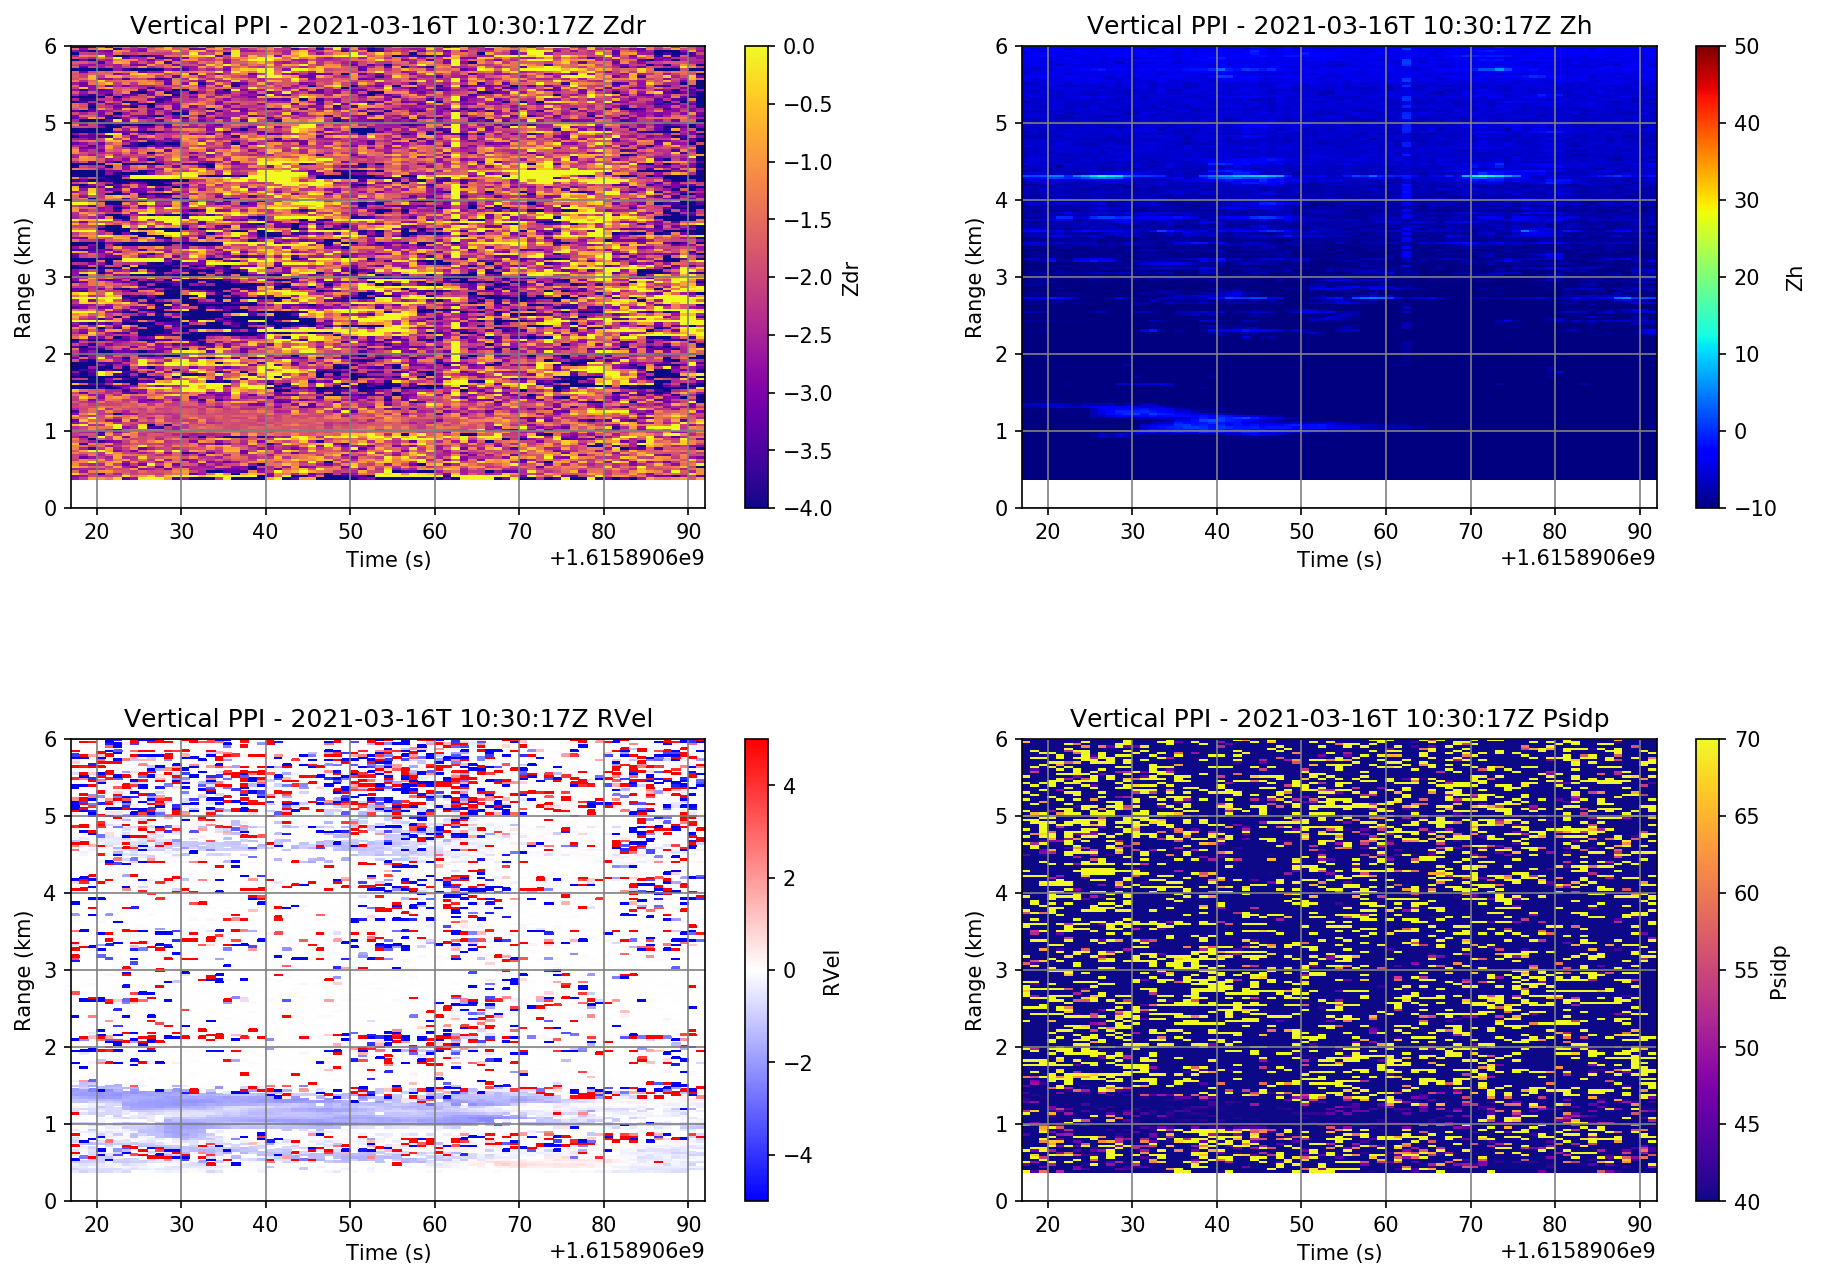 Vertical PPI - 2021-03-16T 10:30:17Z Zdr
6
5
4
3
2
1
0
Range (km)
20 30 40 50 60 70 80 90
Time (s)
+1.6158906e9
0.0
−0.5
−1.0
−1.5
−2.0
−2.5
−3.0
−3.5
−4.0
Zdr
Vertical PPI - 2021-03-16T 10:30:17Z Zh
6
5
4
3
2
1
0
Range (km)
20 30 40 50 60 70 80 90
Time (s)
+1.6158906e9
50
40
30
20
10
0
−10
Zh
Vertical PPI - 2021-03-16T 10:30:17Z RVel
6
5
4
3
2
1
0
Range (km)
20 30 40 50 60 70 80 90
Time (s)
+1.6158906e9
4
2
0
−2
−4
RVel
Vertical PPI - 2021-03-16T 10:30:17Z Psidp
6
5
4
3
2
1
0
Range (km)
20 30 40 50 60 70 80 90
Time (s)
+1.6158906e9
70
65
60
55
50
45
40
Psidp